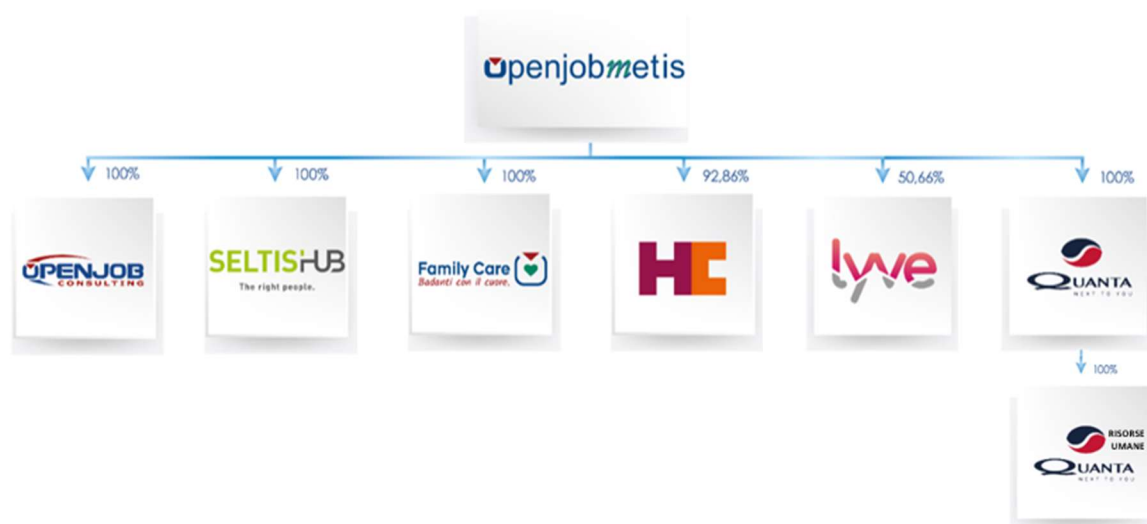 openjobmetis
100%
100%
100%
92,86%
50,66%
100%
OPENJOB
CONSULTING
SELTISHUB
The right people.
Family Care
Badanti con il cuore.
HC
lyve
QUANTA
NEXT TO YOU
100%
RISORSE
UMANE
QUANTA
NEXT TO YOU